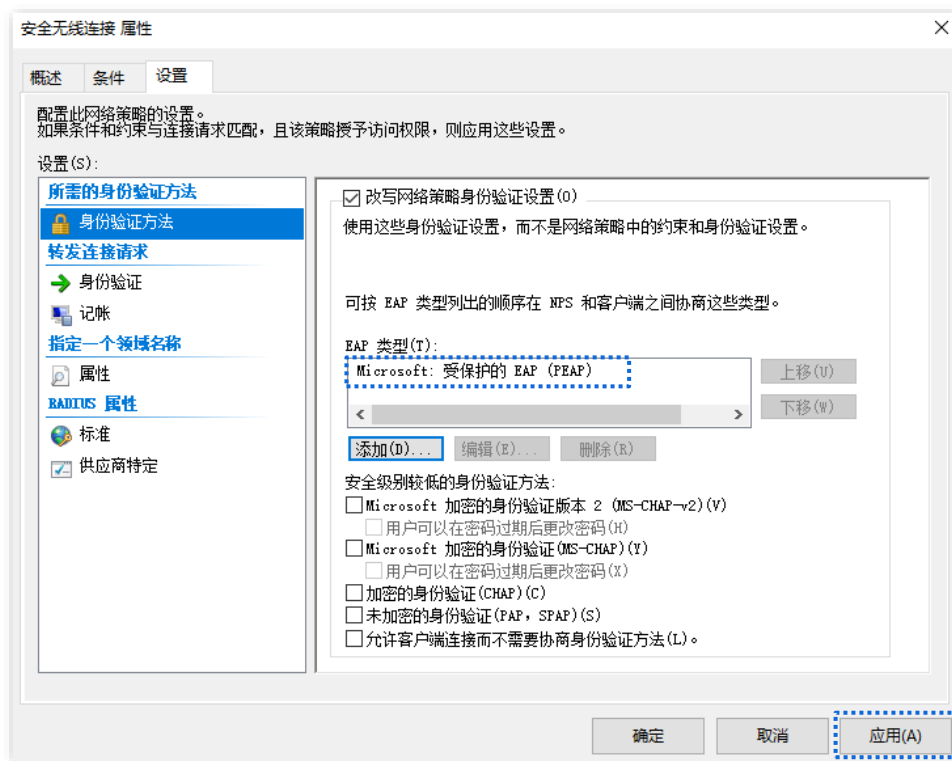 安全无线连接 属性
概述 条件 设置
配置此网络策略的设置。
如果条件和约束与连接请求匹配，且该策略授予访问权限，则应用这些设置。
设置(S):
所需的身份验证方法
身份验证方法
转发连接请求
身份验证
记帐
指定一个领域名称
属性
RADIUS 属性
标准
供应商特定
改写网络策略身份验证设置(O)
使用这些身份验证设置，而不是网络策略中的约束和身份验证设置。
可按 EAP 类型列出的顺序在 NPS 和客户端之间协商这些类型。
EAP 类型(T):
Microsoft: 受保护的 EAP (PEAP)
上移(U)
下移(W)
添加(D)... 编辑(E)... 删除(R)
安全级别较低的身份验证方法:
Microsoft 加密的身份验证版本 2 (MS-CHAP-v2)(V)
用户可以在密码过期后更改密码(H)
Microsoft 加密的身份验证(MS-CHAP)(Y)
用户可以在密码过期后更改密码(X)
加密的身份验证(CHAP)(C)
未加密的身份验证(PAP，SPAP)(S)
允许客户端连接而不需要协商身份验证方法(L)。
确定 取消 应用(A)